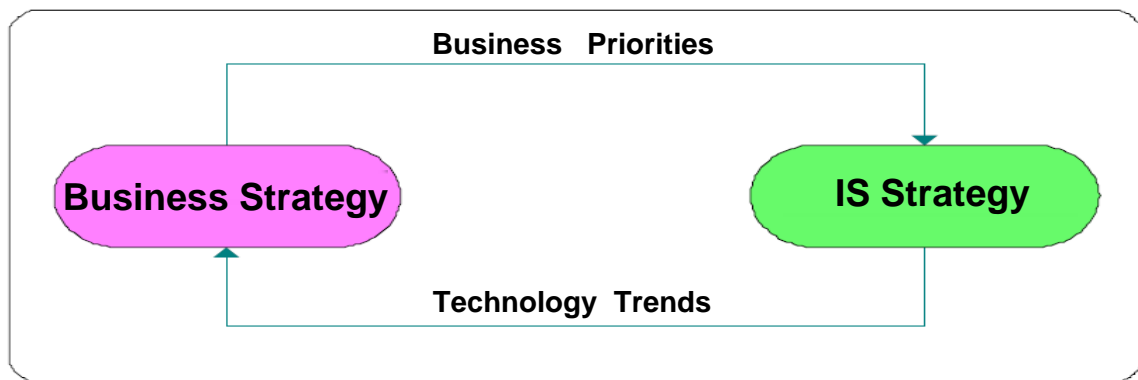 Business Priorities
Business Strategy
IS Strategy
Technology Trends